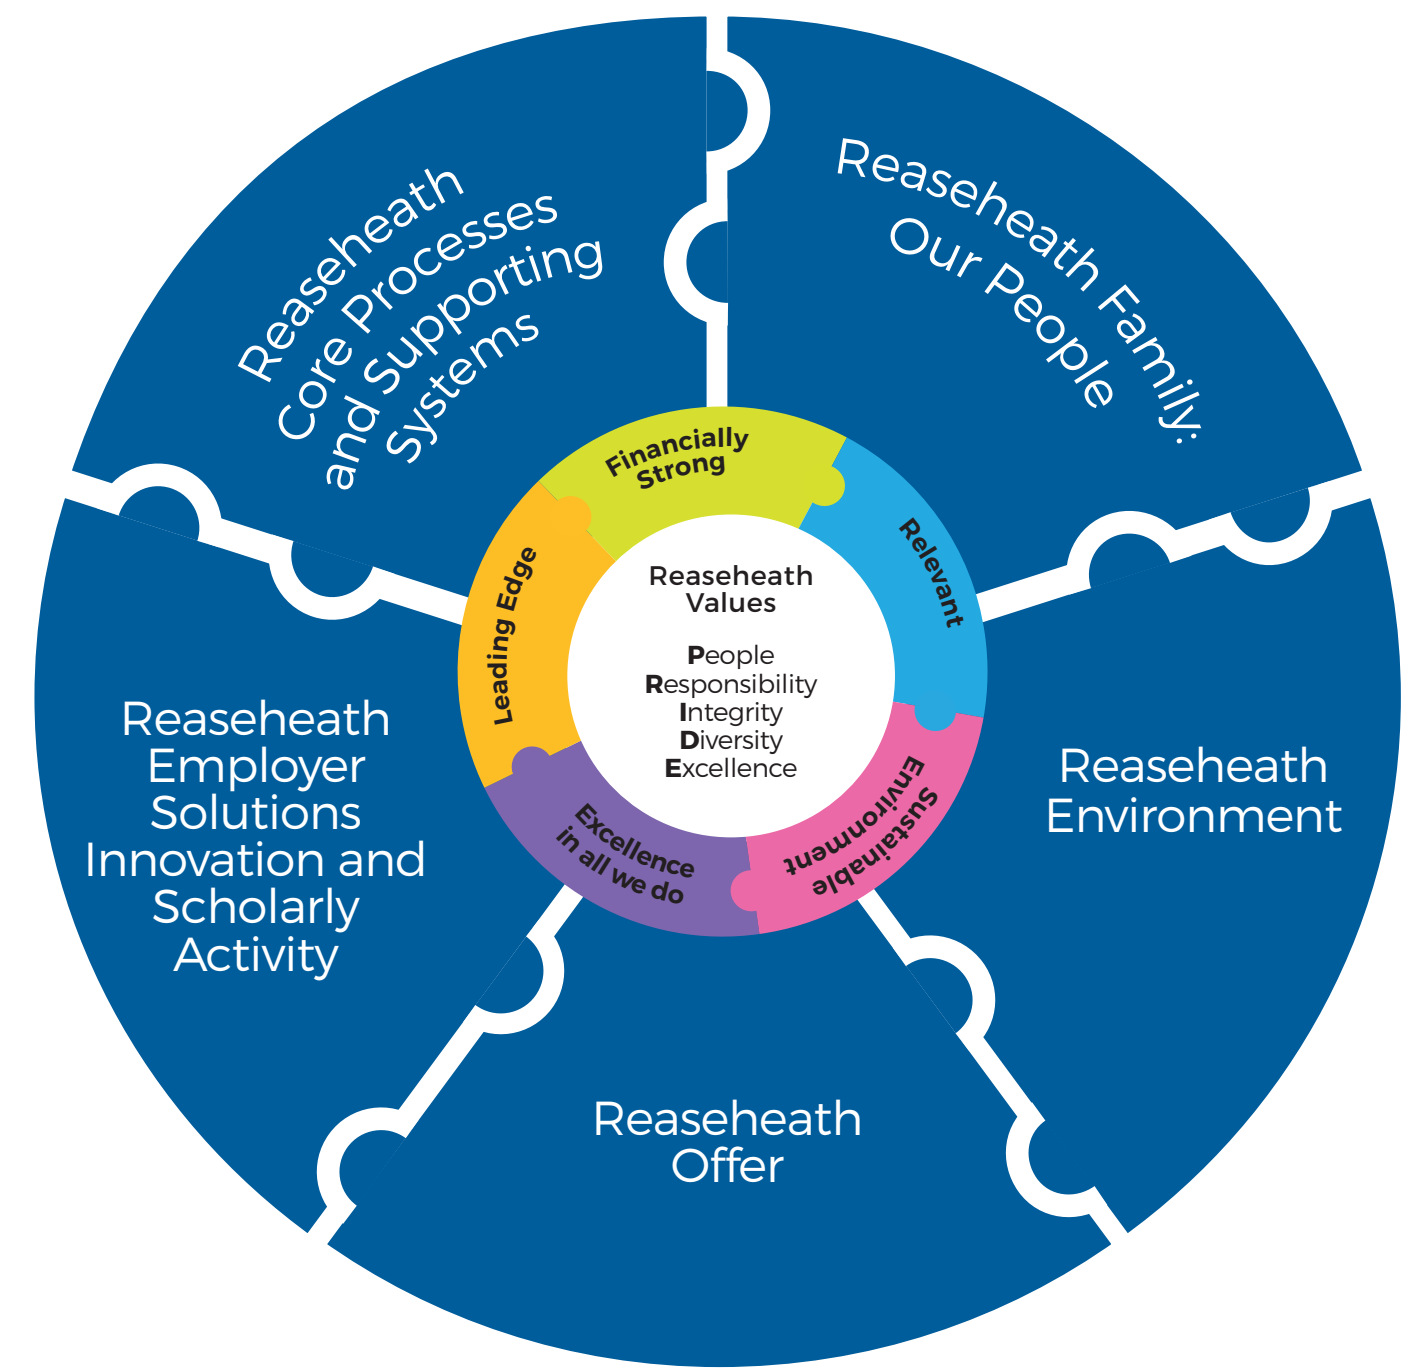 Reaseheath
Core Processes
and Supporting
Systems
Reaseheath Family:
Our People
Financially
Strong
Relevant
Leading Edge
Reaseheath
Values
People
Responsibility
Integrity
Diversity
Excellence
Sustainable
Environment
Excellence
in all we do
Reaseheath
Employer
Solutions
Innovation and
Scholarly
Activity
Reaseheath
Environment
Reaseheath
Offer